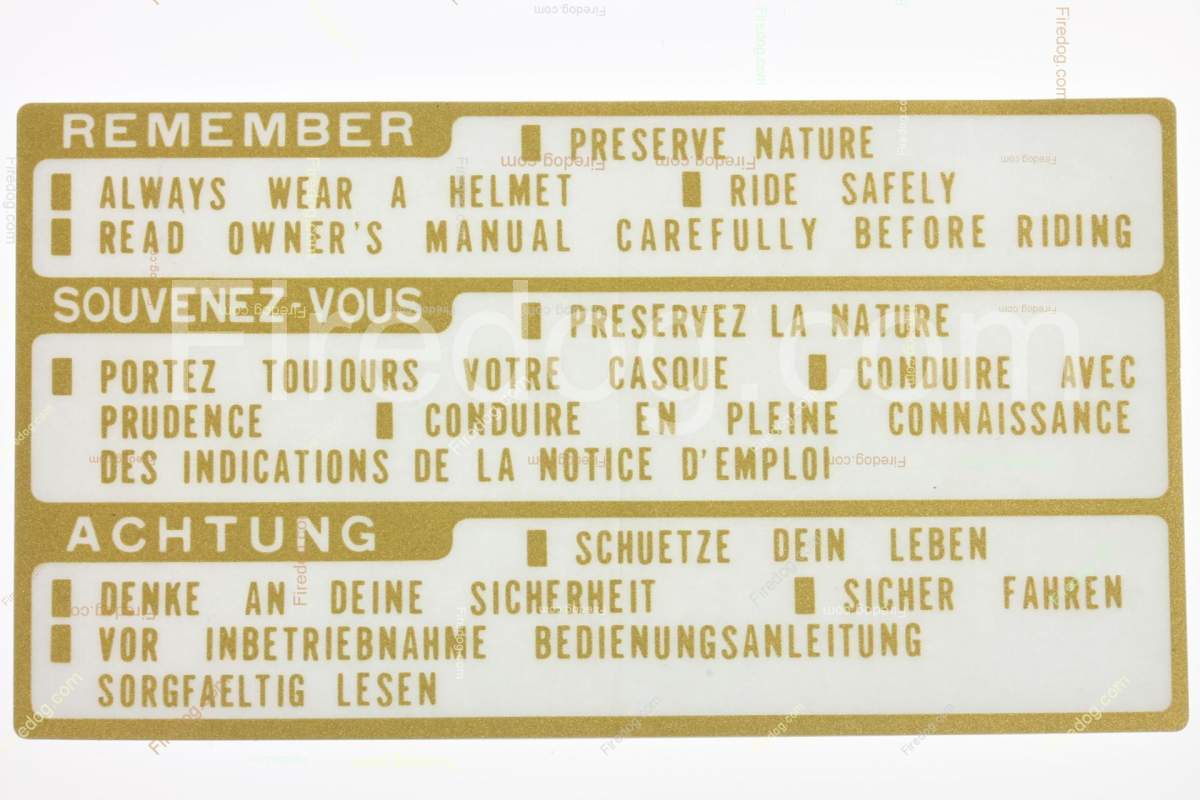 REMEMBER
▮ PRESERVE NATURE
▮ ALWAYS WEAR A HELMET ▮ RIDE SAFELY
▮ READ OWNER'S MANUAL CAREFULLY BEFORE RIDING
SOUVENEZ-VOUS
▮ PRESERVEZ LA NATURE
▮ PORTEZ TOUJOURS VOTRE CASQUE ▮ CONDUIRE AVEC
PRUDENCE ▮ CONDUIRE EN PLEINE CONNAISSANCE
DES INDICATIONS DE LA NOTICE D'EMPLOI
ACHTUNG
▮ SCHUETZE DEIN LEBEN
▮ DENKE AN DEINE SICHERHEIT ▮ SICHER FAHREN
▮ VOR INBETRIEBNAHME BEDIENUNGSANLEITUNG
SORGFAELTIG LESEN
Firedog.com